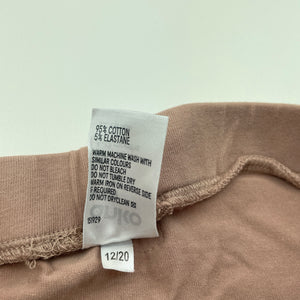 95% COTTON
5% ELASTANE
WARM MACHINE WASH WITH
SIMILAR COLOURS
DO NOT BLEACH
DO NOT TUMBLE DRY
WARM IRON ON REVERSE SIDE
IF REQUIRED
DO NOT DRYCLEAN SG
12/20